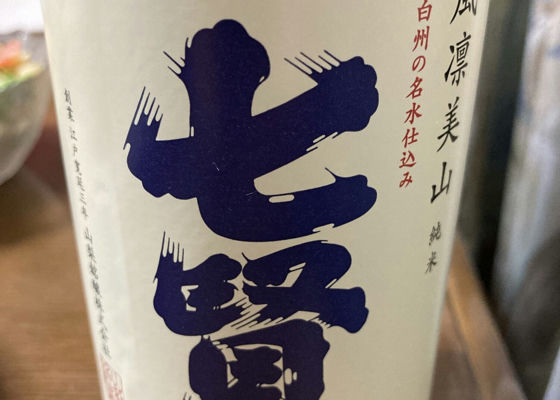 風凛美山 純米
白州の名水仕込み
七賢
創業 江戸寛延三年 山梨銘醸株式会社